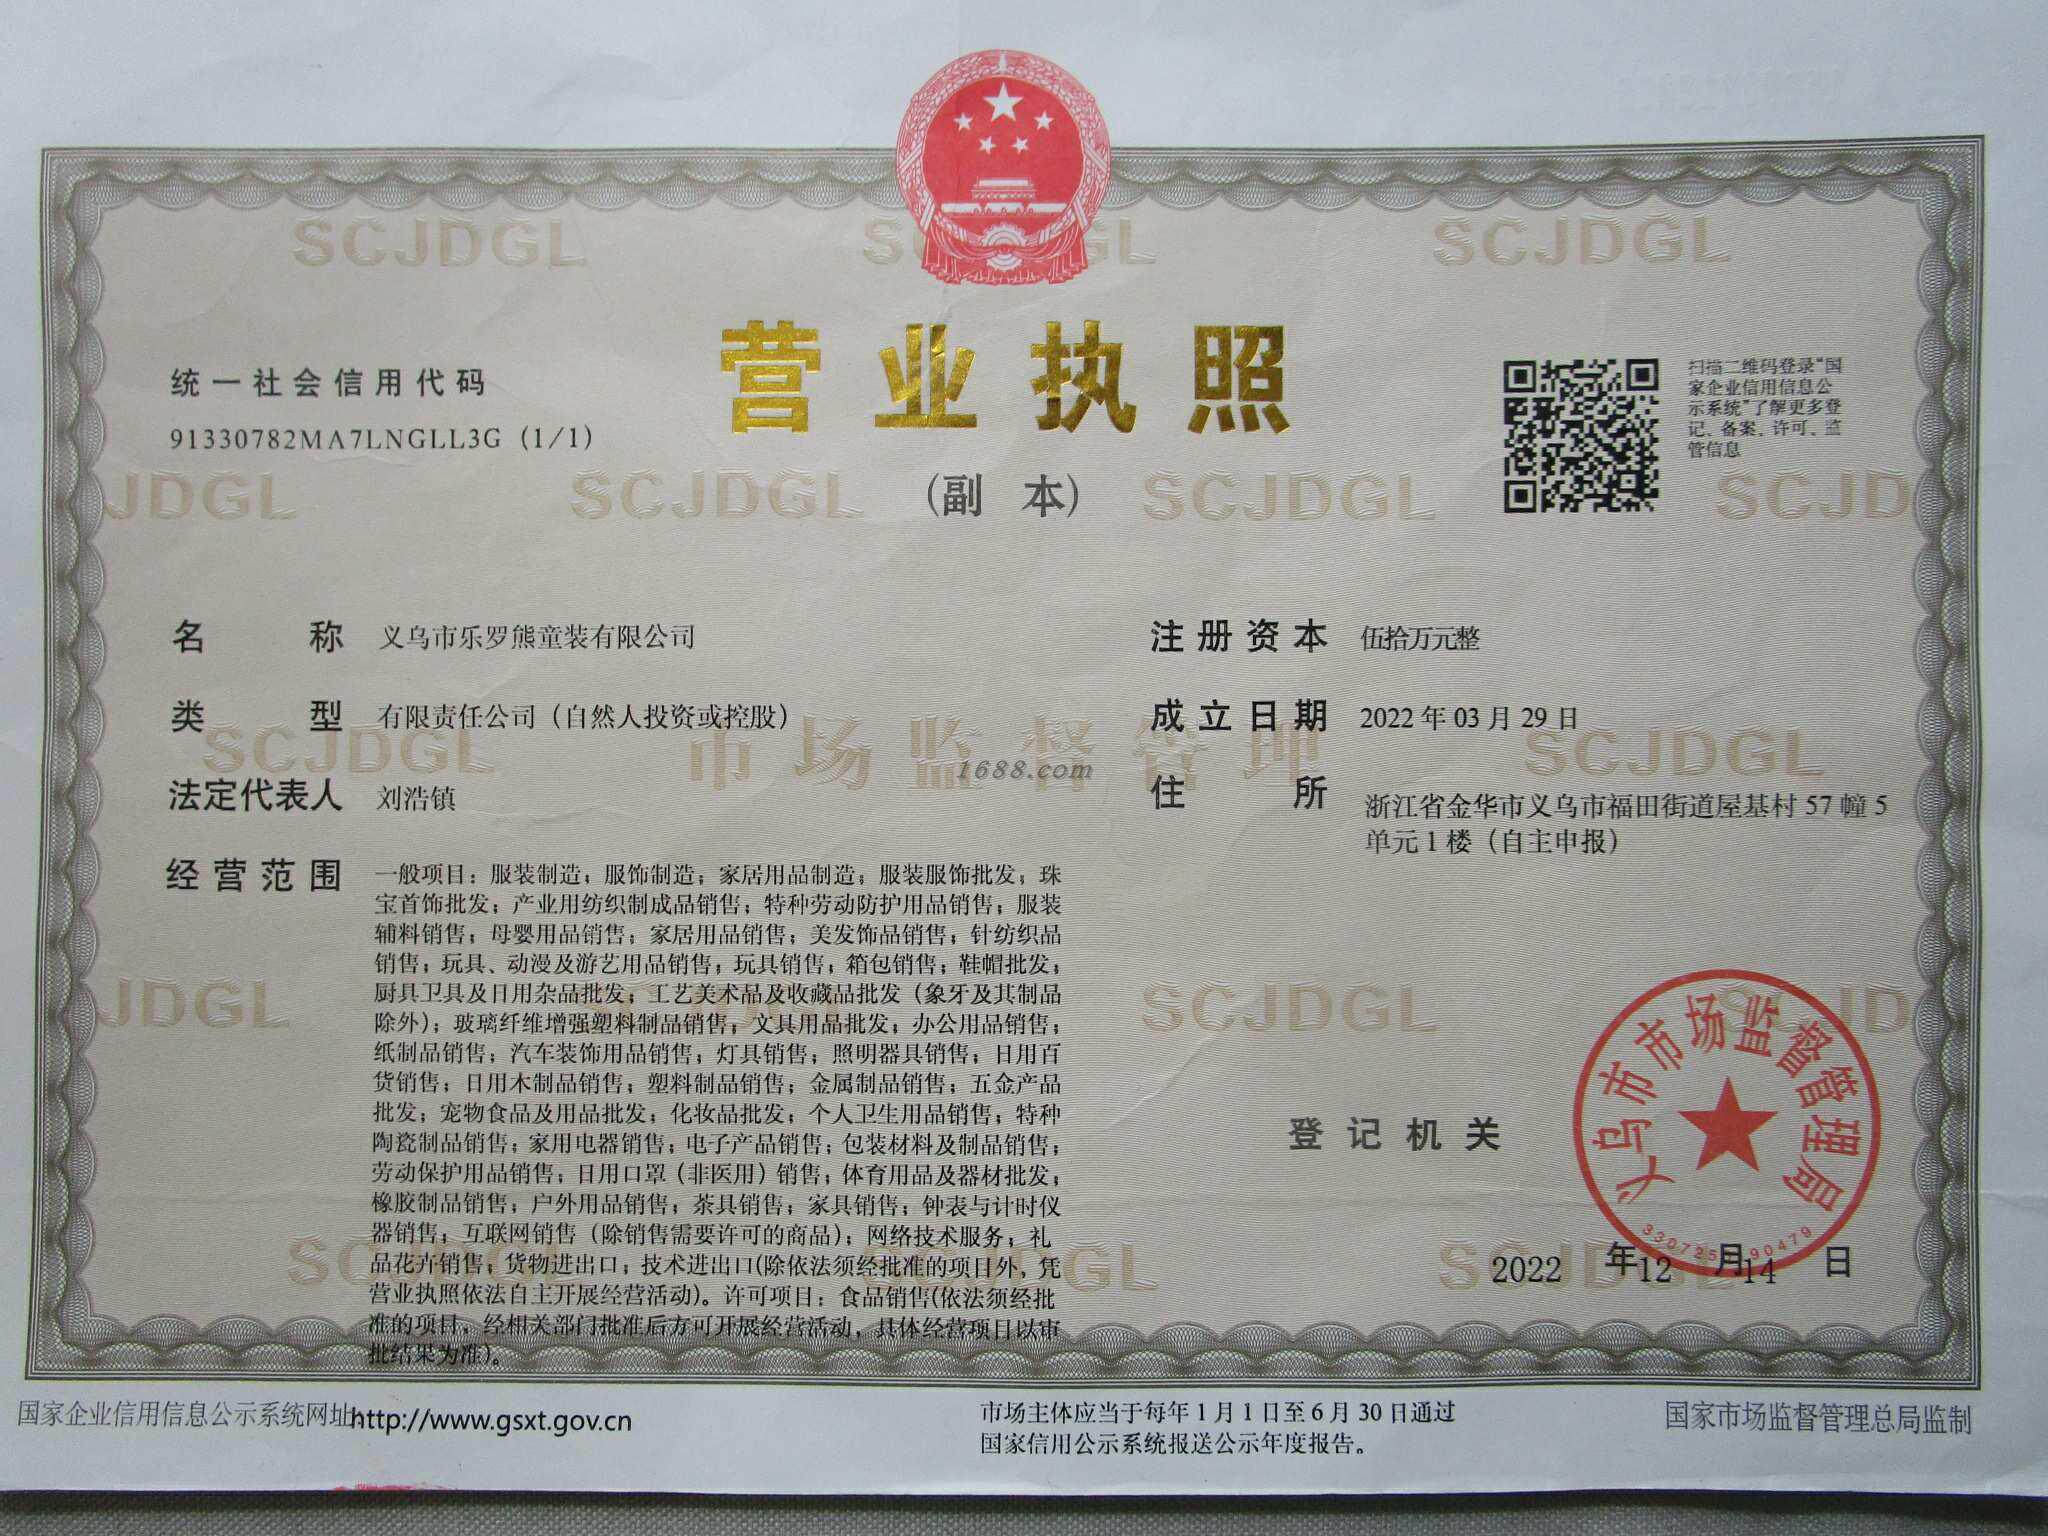 营业执照
(副 本)
统一社会信用代码
91330782MA7LNGLL3G (1/1)
扫描二维码登录“国
家企业信用信息公
示系统”了解更多登
记、备案、许可、监
管信息
名 称 义乌市乐罗熊童装有限公司
类 型 有限责任公司（自然人投资或控股）
法定代表人 刘浩镇
经营范围 一般项目：服装制造；服饰制造；家居用品制造；服装服饰批发；珠
宝首饰批发；产业用纺织制成品销售；特种劳动防护用品销售；服装
辅料销售；母婴用品销售；家居用品销售；美发饰品销售；针纺织品
销售；玩具、动漫及游艺用品销售；玩具销售；箱包销售；鞋帽批发；
厨具卫具及日用杂品批发；工艺美术品及收藏品批发（象牙及其制品
除外）；玻璃纤维增强塑料制品销售；文具用品批发；办公用品销售；
纸制品销售；汽车装饰用品销售；灯具销售；照明器具销售；日用百
货销售；日用木制品销售；塑料制品销售；金属制品销售；五金产品
批发；宠物食品及用品批发；化妆品批发；个人卫生用品销售；特种
陶瓷制品销售；家用电器销售；电子产品销售；包装材料及制品销售；
劳动保护用品销售；日用口罩（非医用）销售；体育用品及器材批发；
橡胶制品销售；户外用品销售；茶具销售；家具销售；钟表与计时仪
器销售；互联网销售（除销售需要许可的商品）；网络技术服务；礼
品花卉销售；货物进出口；技术进出口(除依法须经批准的项目外，凭
营业执照依法自主开展经营活动)。许可项目：食品销售(依法须经批
准的项目，经相关部门批准后方可开展经营活动，具体经营项目以审
批结果为准)。
注册资本 伍拾万元整
成立日期 2022 年 03 月 29 日
住 所 浙江省金华市义乌市福田街道屋基村 57 幢 5
单元 1 楼（自主申报）
登记机关
义乌市市场监督管理局
2022 年 12 月 14 日
SCJDGL
市场监督管理
1688.com
国家企业信用信息公示系统网址:http://www.gsxt.gov.cn
市场主体应当于每年 1 月 1 日至 6 月 30 日通过
国家信用公示系统报送公示年度报告。
国家市场监督管理总局监制